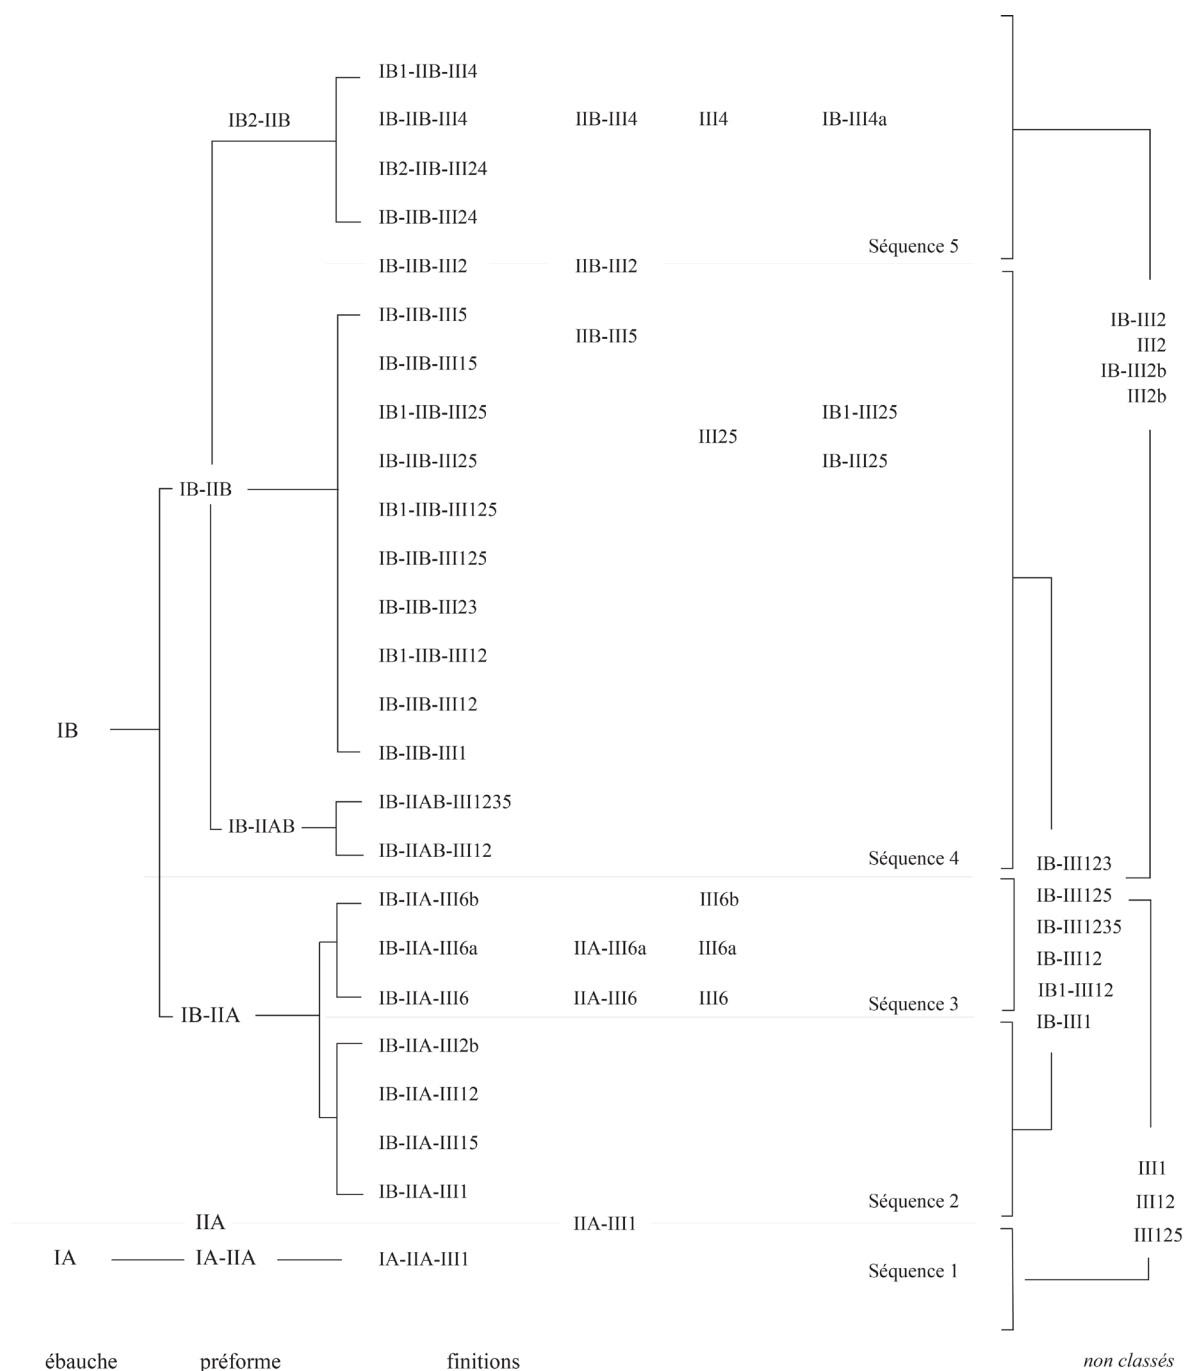 IB1-IIB-III4
IB2-IIB
IB-IIB-III4 IIB-III4 III4 IB-III4a
IB2-IIB-III24
IB-IIB-III24
Séquence 5
IB-IIB-III2 IIB-III2
IB-IIB-III5
IB-III2
IIB-III5
III2
IB-IIB-III15
IB-III2b
III2b
IB1-IIB-III25 IB1-III25
III25
IB-IIB-III25 IB-III25
IB-IIB
IB1-IIB-III125
IB-IIB-III125
IB-IIB-III23
IB1-IIB-III12
IB-IIB-III12
IB
IB-IIB-III1
IB-IIAB-III1235
IB-IIAB
IB-IIAB-III12
Séquence 4
IB-III123
IB-IIA-III6b III6b
IB-III125
IB-III1235
IB-IIA-III6a IIA-III6a III6a
IB-III12
IB1-III12
IB-IIA-III6 IIA-III6 III6
Séquence 3
IB-IIA
IB-III1
IB-IIA-III2b
IB-IIA-III12
IB-IIA-III15
III1
IB-IIA-III1
Séquence 2
III12
IIA IIA-III1
III125
IA IA-IIA IA-IIA-III1
Séquence 1
ébauche préforme finitions non classés